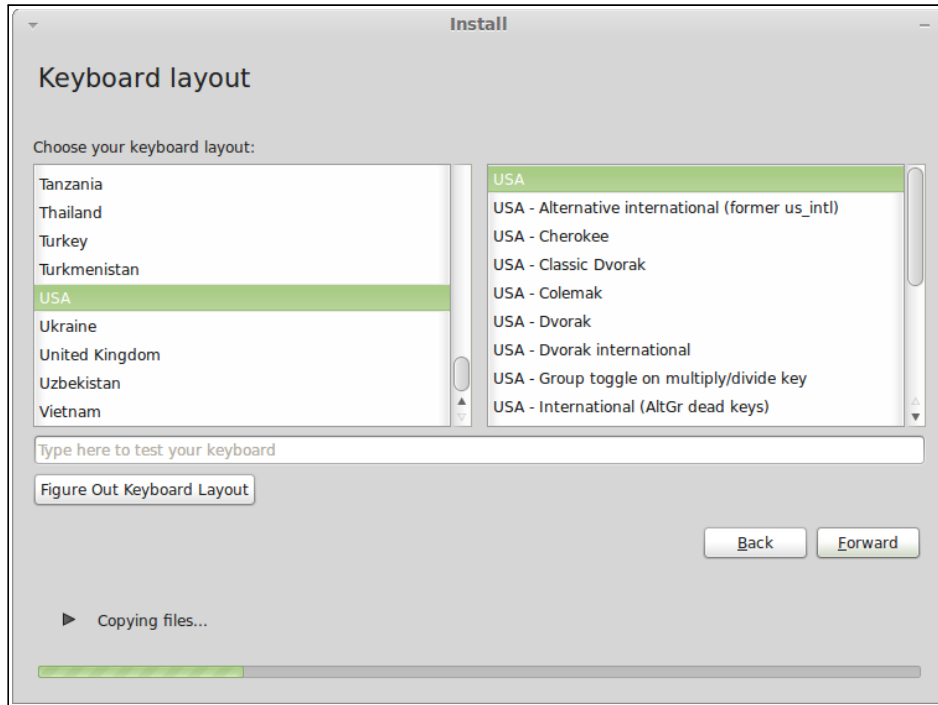 Install
Keyboard layout
Choose your keyboard layout:
Tanzania
Thailand
Turkey
Turkmenistan
USA
Ukraine
United Kingdom
Uzbekistan
Vietnam
USA
USA - Alternative international (former us_intl)
USA - Cherokee
USA - Classic Dvorak
USA - Colemak
USA - Dvorak
USA - Dvorak international
USA - Group toggle on multiply/divide key
USA - International (AltGr dead keys)
Type here to test your keyboard
Figure Out Keyboard Layout
Back
Forward
Copying files...